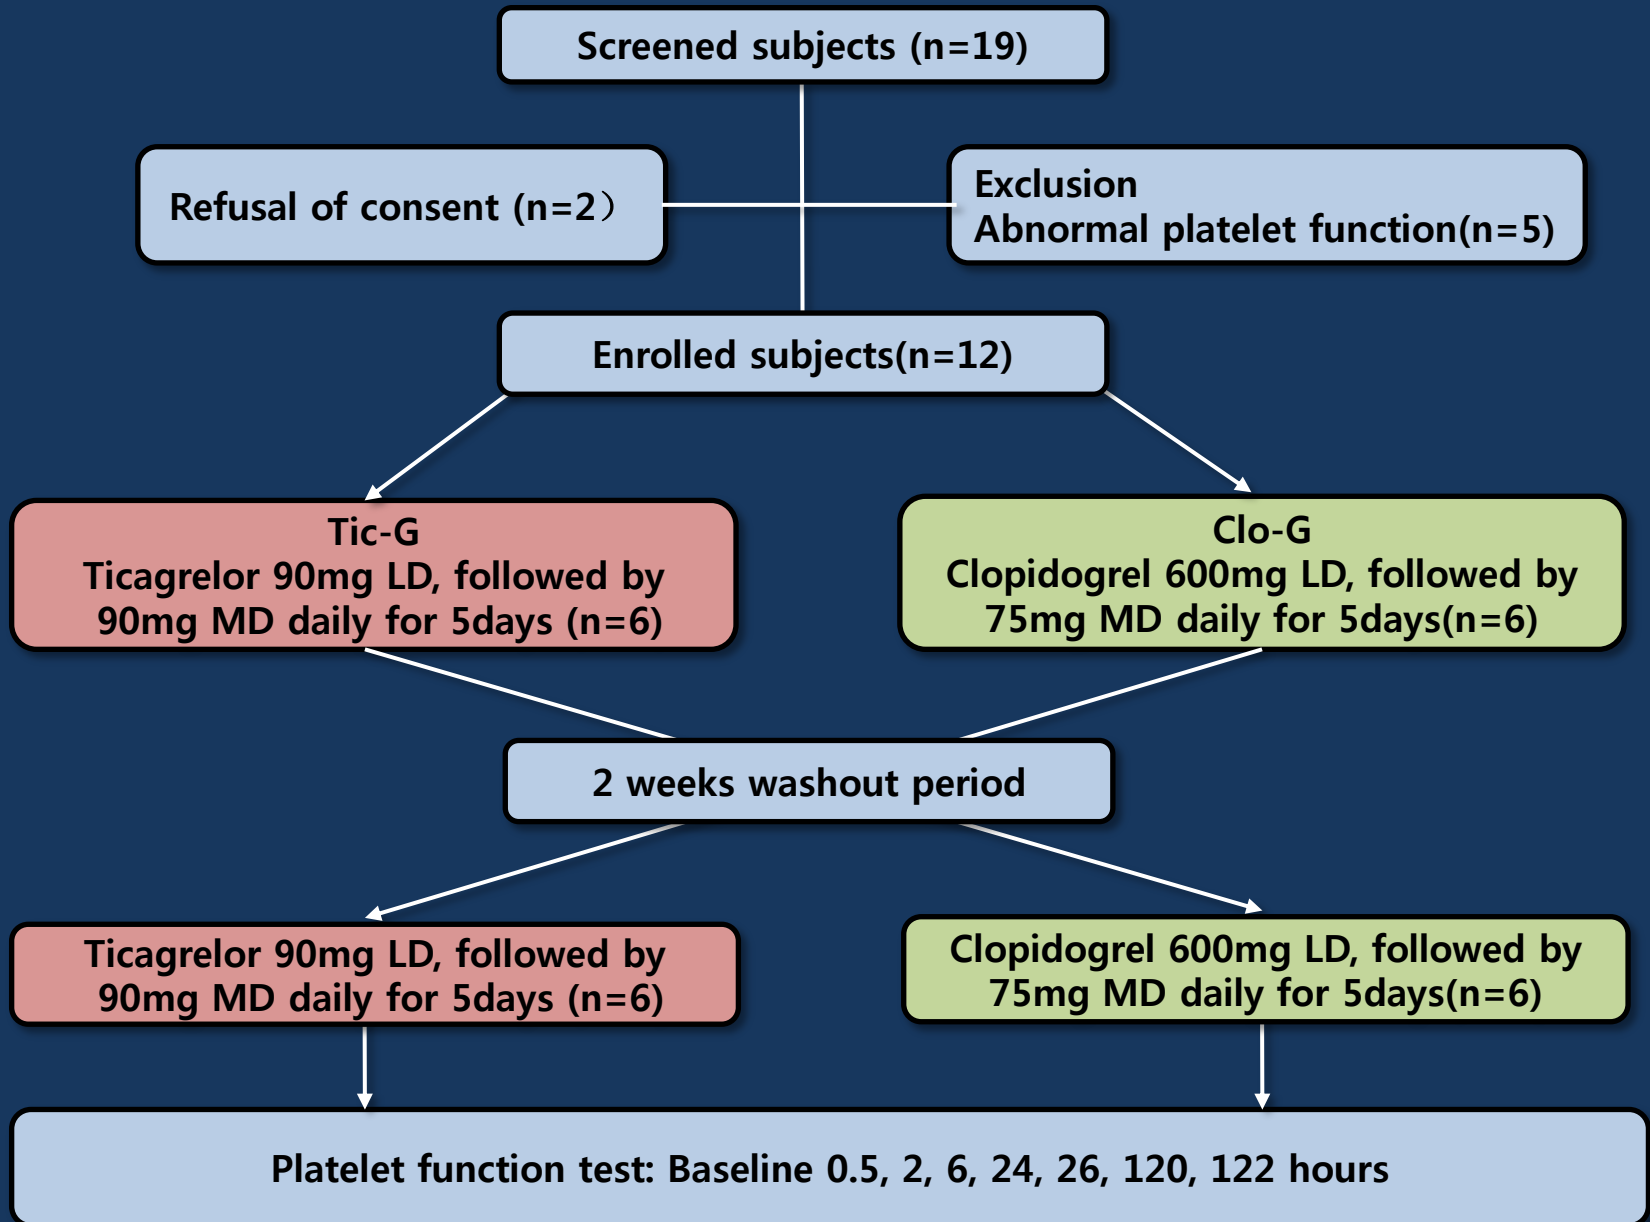 Screened subjects (n=19)
Refusal of consent (n=2）
Exclusion
Abnormal platelet function(n=5)
Enrolled subjects(n=12)
Tic-G
Ticagrelor 90mg LD, followed by
90mg MD daily for 5days (n=6)
Clo-G
Clopidogrel 600mg LD, followed by
75mg MD daily for 5days(n=6)
2 weeks washout period
Ticagrelor 90mg LD, followed by
90mg MD daily for 5days (n=6)
Clopidogrel 600mg LD, followed by
75mg MD daily for 5days(n=6)
Platelet function test: Baseline 0.5, 2, 6, 24, 26, 120, 122 hours